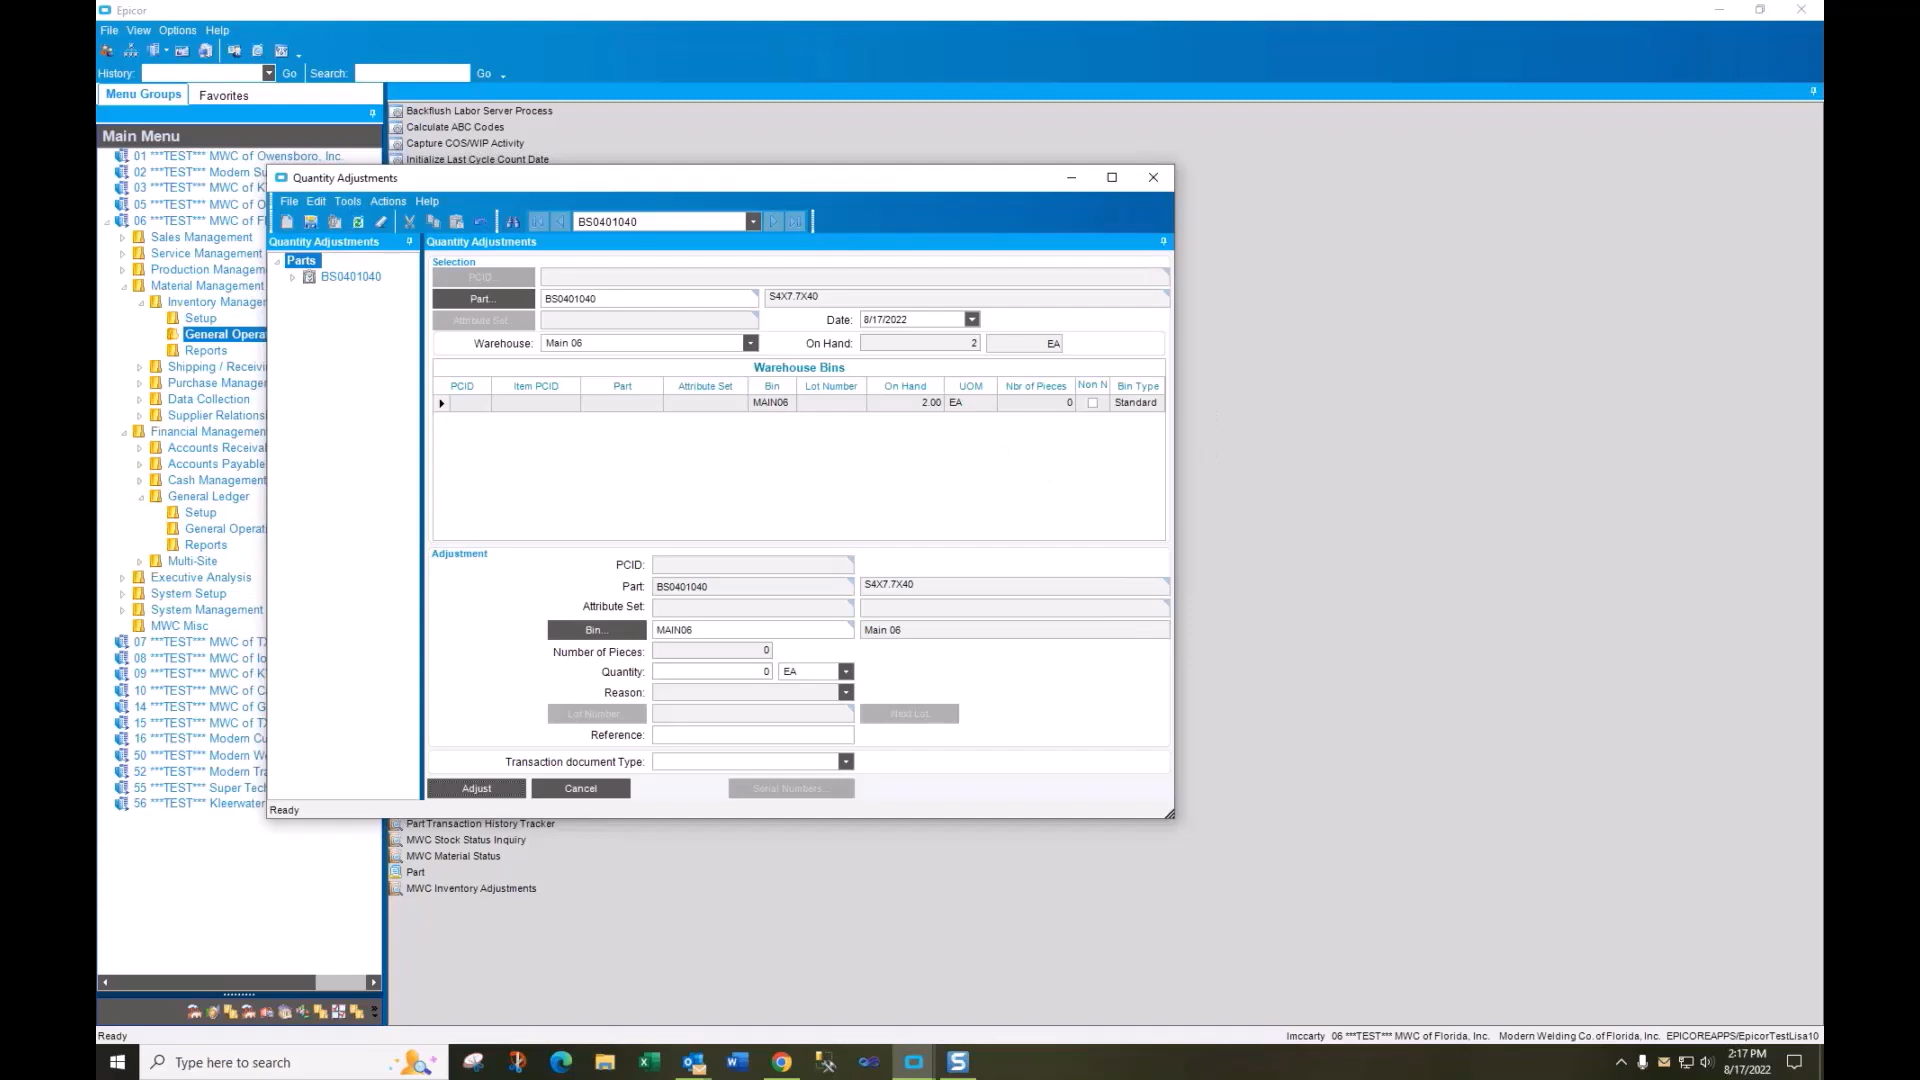 Epicor
File View Options Help
History: Go Search: Go
Menu Groups Favorites
Main Menu
01 ***TEST*** MWC of Owensboro, Inc.
02 ***TEST*** Modern Su
03 ***TEST*** MWC of K
05 ***TEST*** MWC of O
06 ***TEST*** MWC of Fl
Sales Management
Service Management
Production Managem
Material Management
Inventory Manager
Setup
General Opera
Reports
Shipping / Receivi
Purchase Manager
Data Collection
Supplier Relations
Financial Management
Accounts Receival
Accounts Payable
Cash Management
General Ledger
Setup
General Operati
Reports
Multi-Site
Executive Analysis
System Setup
System Management
MWC Misc
07 ***TEST*** MWC of TX
08 ***TEST*** MWC of Io
09 ***TEST*** MWC of K
10 ***TEST*** MWC of C
14 ***TEST*** MWC of G
15 ***TEST*** MWC of TX
16 ***TEST*** Modern Cu
50 ***TEST*** Modern We
52 ***TEST*** Modern Tra
55 ***TEST*** Super Tech
56 ***TEST*** Kleerwater
Backflush Labor Server Process
Calculate ABC Codes
Capture COS/WIP Activity
Initialize Last Cycle Count Date
Quantity Adjustments
File Edit Tools Actions Help
BS0401040
Quantity Adjustments
Parts
BS0401040
Quantity Adjustments
Selection
PCID...
Part... BS0401040 S4X7.7X40
Attribute Set... Date: 8/17/2022
Warehouse: Main 06 On Hand: 2 EA
Warehouse Bins
PCID Item PCID Part Attribute Set Bin Lot Number On Hand UOM Nbr of Pieces Non N Bin Type
MAIN06 2.00 EA 0 Standard
Adjustment
PCID:
Part: BS0401040 S4X7.7X40
Attribute Set:
Bin... MAIN06 Main 06
Number of Pieces: 0
Quantity: 0 EA
Reason:
Lot Number... Next Lot
Reference:
Transaction document Type:
Adjust Cancel Serial Numbers...
Ready
Part Transaction History Tracker
MWC Stock Status Inquiry
MWC Material Status
Part
MWC Inventory Adjustments
Ready
lmccarty 06 ***TEST*** MWC of Florida, Inc. Modern Welding Co. of Florida, Inc. EPICOREAPPS/EpicorTestLisa10
Type here to search
2:17 PM
8/17/2022